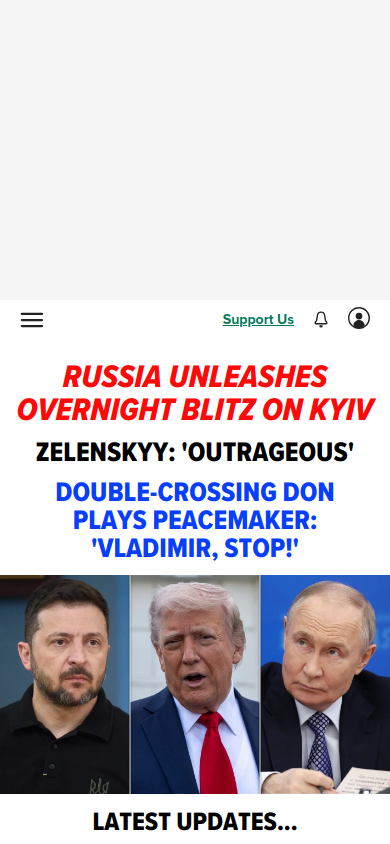 Support Us
RUSSIA UNLEASHES
OVERNIGHT BLITZ ON KYIV
ZELENSKYY: 'OUTRAGEOUS'
DOUBLE-CROSSING DON
PLAYS PEACEMAKER:
'VLADIMIR, STOP!'
LATEST UPDATES...